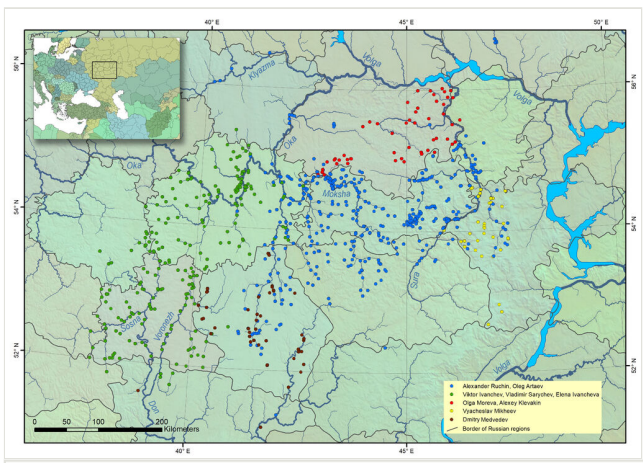 40° E
45° E
50° E
56° N
56° N
Klyazma
Volga
Volga
Oka
Oka
Moksha
54° N
54° N
Sura
Sosna
Voronezh
52° N
52° N
Volga
Don
Alexander Ruchin, Oleg Artaev
Viktor Ivanchev, Vladimir Sarychev, Elena Ivancheva
Olga Moreva, Alexey Klevakin
Vyacheslav Mikheev
Dmitry Medvedev
Border of Russian regions
0 50 100 200
Kilometers
40° E
45° E
50° E